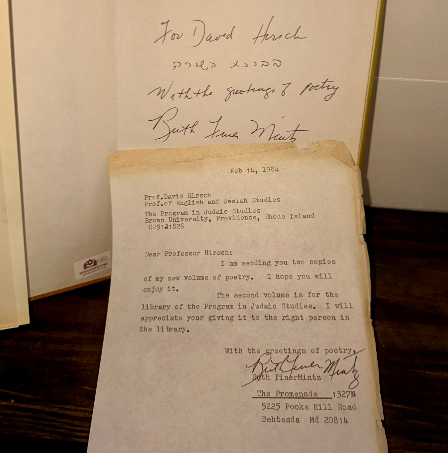 For David Hirsch
בברכת השירה
With the greetings of Poetry
Ruth Finer Mintz
Feb 14, 1984
Prof.David Hirsch
Prof.of English and Jewish Studies
The Program in Judaic Studies
Brown University, Providence, Rhode Island
Dear Professor Hirsch:
I am sending you two copies
of my new volume of poetry. I hope you will
enjoy it. The second volume is for the
library of the Program in Judaic Studies. I will
appreciate your giving it to the right person in
the library.
With the greetings of poetry,
Ruth Finer Mintz
Ruth FinerMintz
The Promenade 1327N
5225 Pooks Hill Road
Bethesda Md 20814